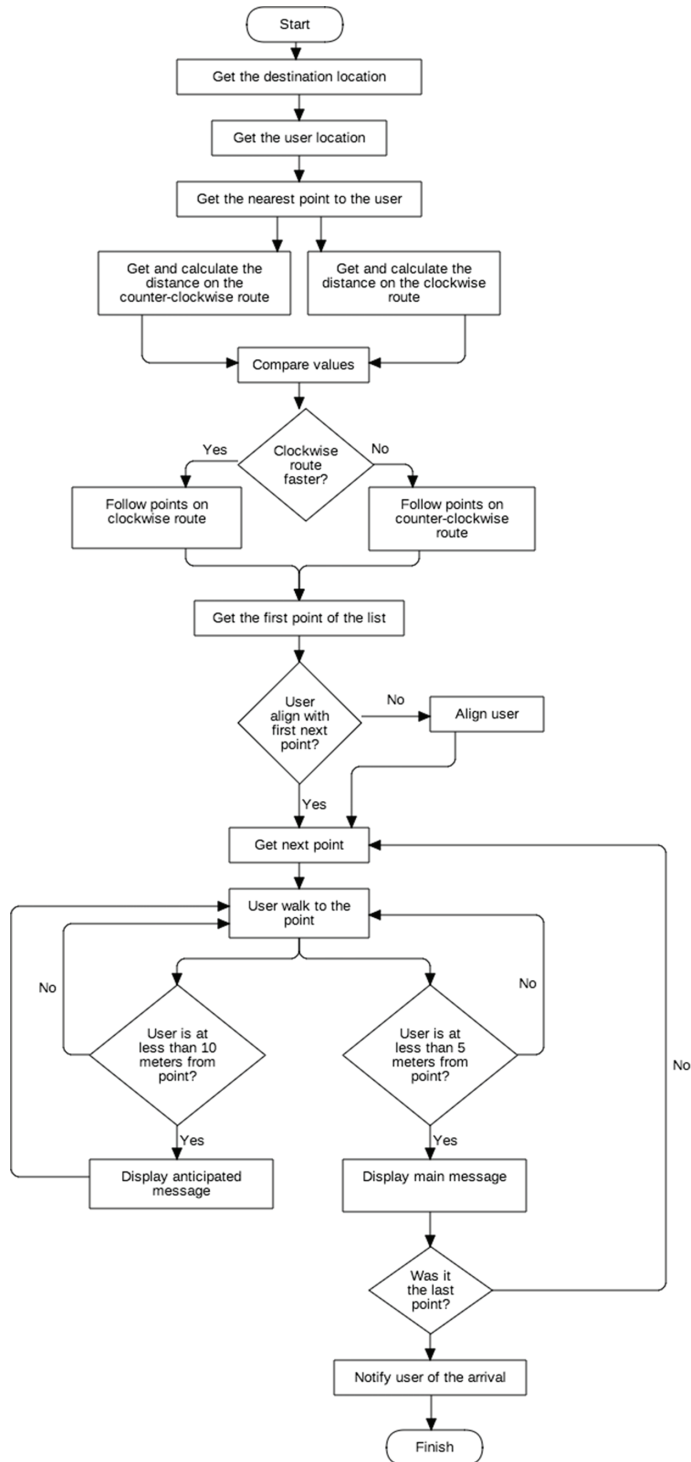 Start
Get the destination location
Get the user location
Get the nearest point to the user
Get and calculate the
distance on the
counter-clockwise route
Get and calculate the
distance on the clockwise
route
Compare values
Clockwise
route
faster?
Yes
No
Follow points on
clockwise route
Follow points on
counter-clockwise
route
Get the first point of the list
User
align with
first next
point?
No
Align user
Yes
Get next point
User walk to the
point
No
No
User is at
less than 10
meters from
point?
User is at
less than 5
meters from
point?
No
Yes
Yes
Display anticipated
message
Display main message
Was it
the last
point?
Notify user of the arrival
Finish